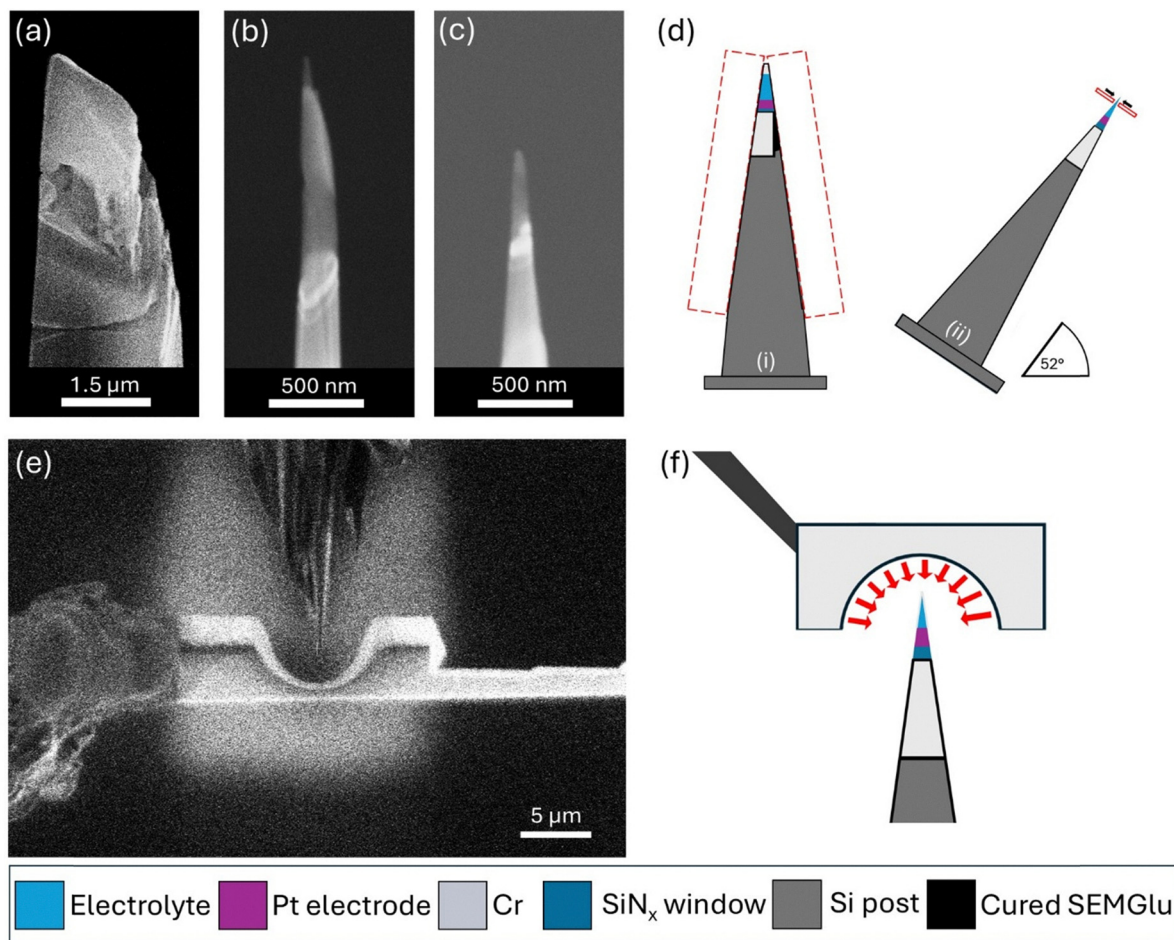 (a)
(b)
(c)
(d)
1.5 μm
500 nm
500 nm
(i)
(ii)
52°
(e)
(f)
5 μm
Electrolyte
Pt electrode
Cr
SiNx window
Si post
Cured SEMGlu